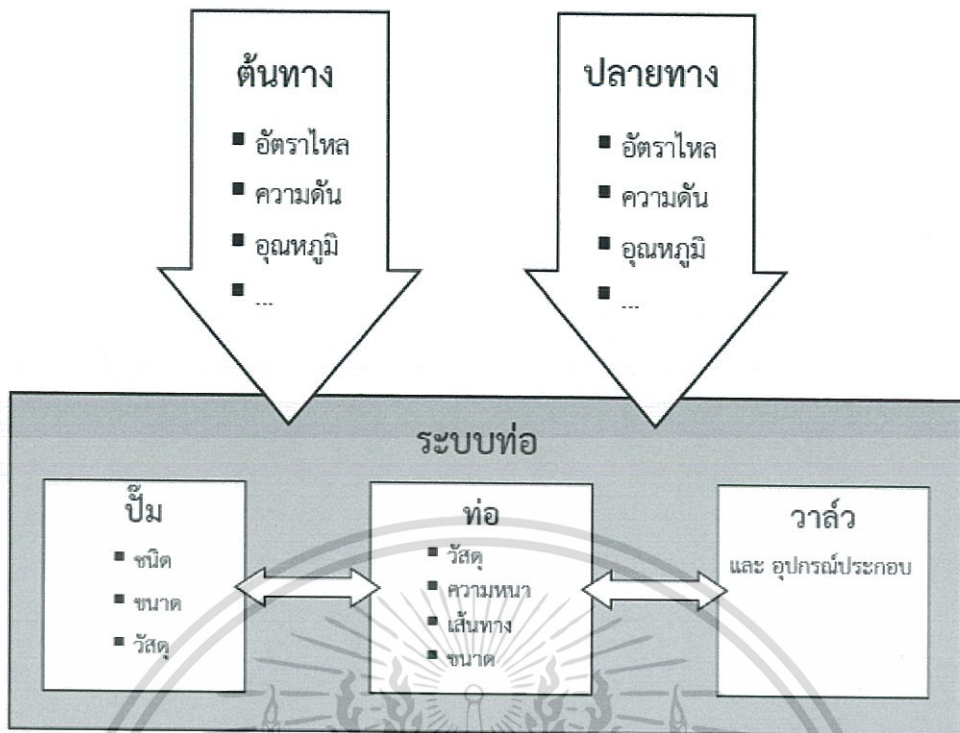 ต้นทาง
■ อัตราไหล
■ ความดัน
■ อุณหภูมิ
■ ...
ปลายทาง
■ อัตราไหล
■ ความดัน
■ อุณหภูมิ
■ ...
ระบบท่อ
ปั๊ม
■ ชนิด
■ ขนาด
■ วัสดุ
ท่อ
■ วัสดุ
■ ความหนา
■ เส้นทาง
■ ขนาด
วาล์ว
และ อุปกรณ์ประกอบ